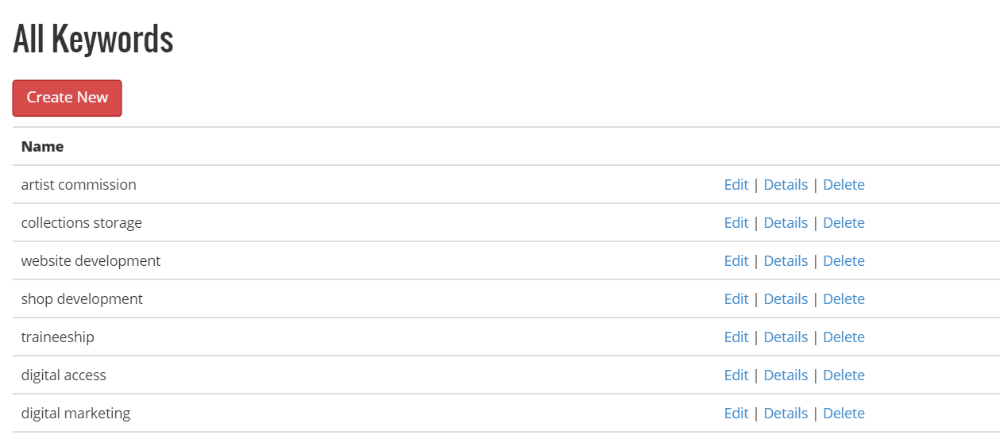 All Keywords
Create New
Name
artist commission Edit | Details | Delete
collections storage Edit | Details | Delete
website development Edit | Details | Delete
shop development Edit | Details | Delete
traineeship Edit | Details | Delete
digital access Edit | Details | Delete
digital marketing Edit | Details | Delete